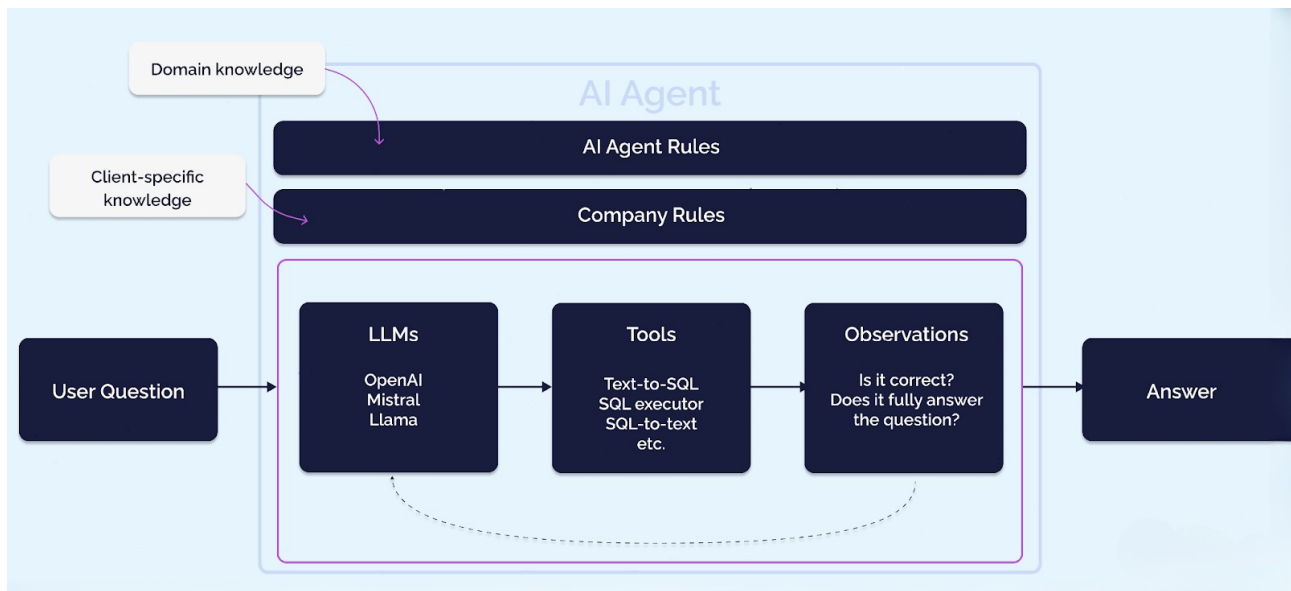 Domain knowledge
AI Agent
AI Agent Rules
Client-specific
knowledge
Company Rules
User Question
LLMs
OpenAI
Mistral
Llama
Tools
Text-to-SQL
SQL executor
SQL-to-text
etc.
Observations
Is it correct?
Does it fully answer
the question?
Answer